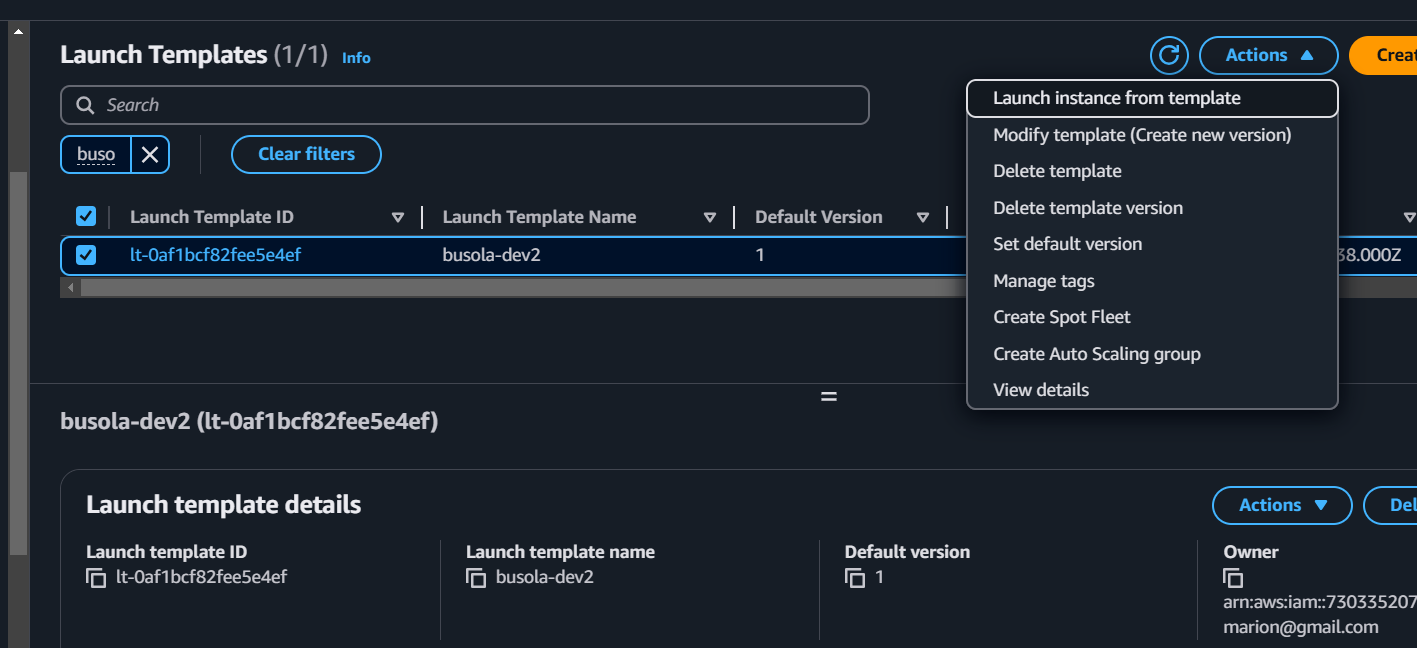 Launch Templates (1/1) Info
Actions
Search
Launch instance from template
Modify template (Create new version)
buso
Clear filters
Delete template
Delete template version
Launch Template ID Launch Template Name Default Version
Set default version
lt-0af1bcf82fee5e4ef busola-dev2 1 38.000Z
Manage tags
Create Spot Fleet
Create Auto Scaling group
View details
busola-dev2 (lt-0af1bcf82fee5e4ef)
Launch template details
Actions
Launch template ID Launch template name Default version Owner
lt-0af1bcf82fee5e4ef busola-dev2 1
arn:aws:iam::730335207
marion@gmail.com